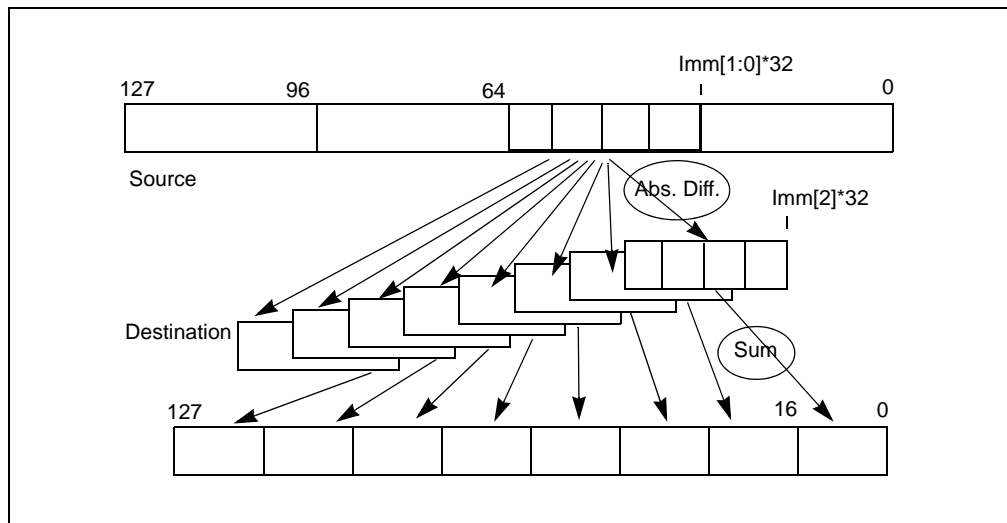 Imm[1:0]*32
127 96 64 0
Source
Abs. Diff.
Imm[2]*32
Destination
Sum
127 16 0